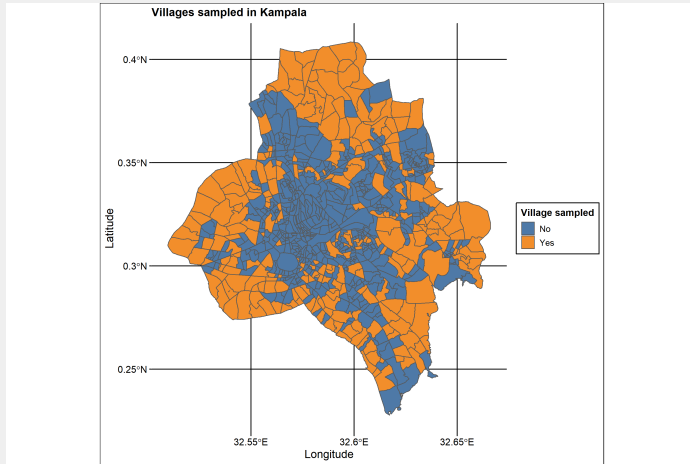 Villages sampled in Kampala
0.4°N
0.35°N
0.3°N
0.25°N
Latitude
32.55°E
32.6°E
32.65°E
Longitude
Village sampled
No
Yes